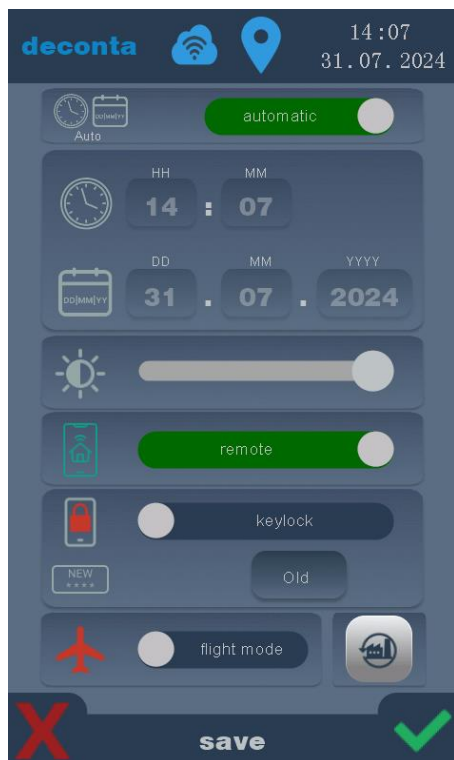 deconta
14:07
31.07.2024
DD|MM|YY
automatic
Auto
HH MM
14 : 07
DD MM YYYY
DD|MM|YY
31 . 07 . 2024
remote
keylock
NEW
****
Old
flight mode
X
save